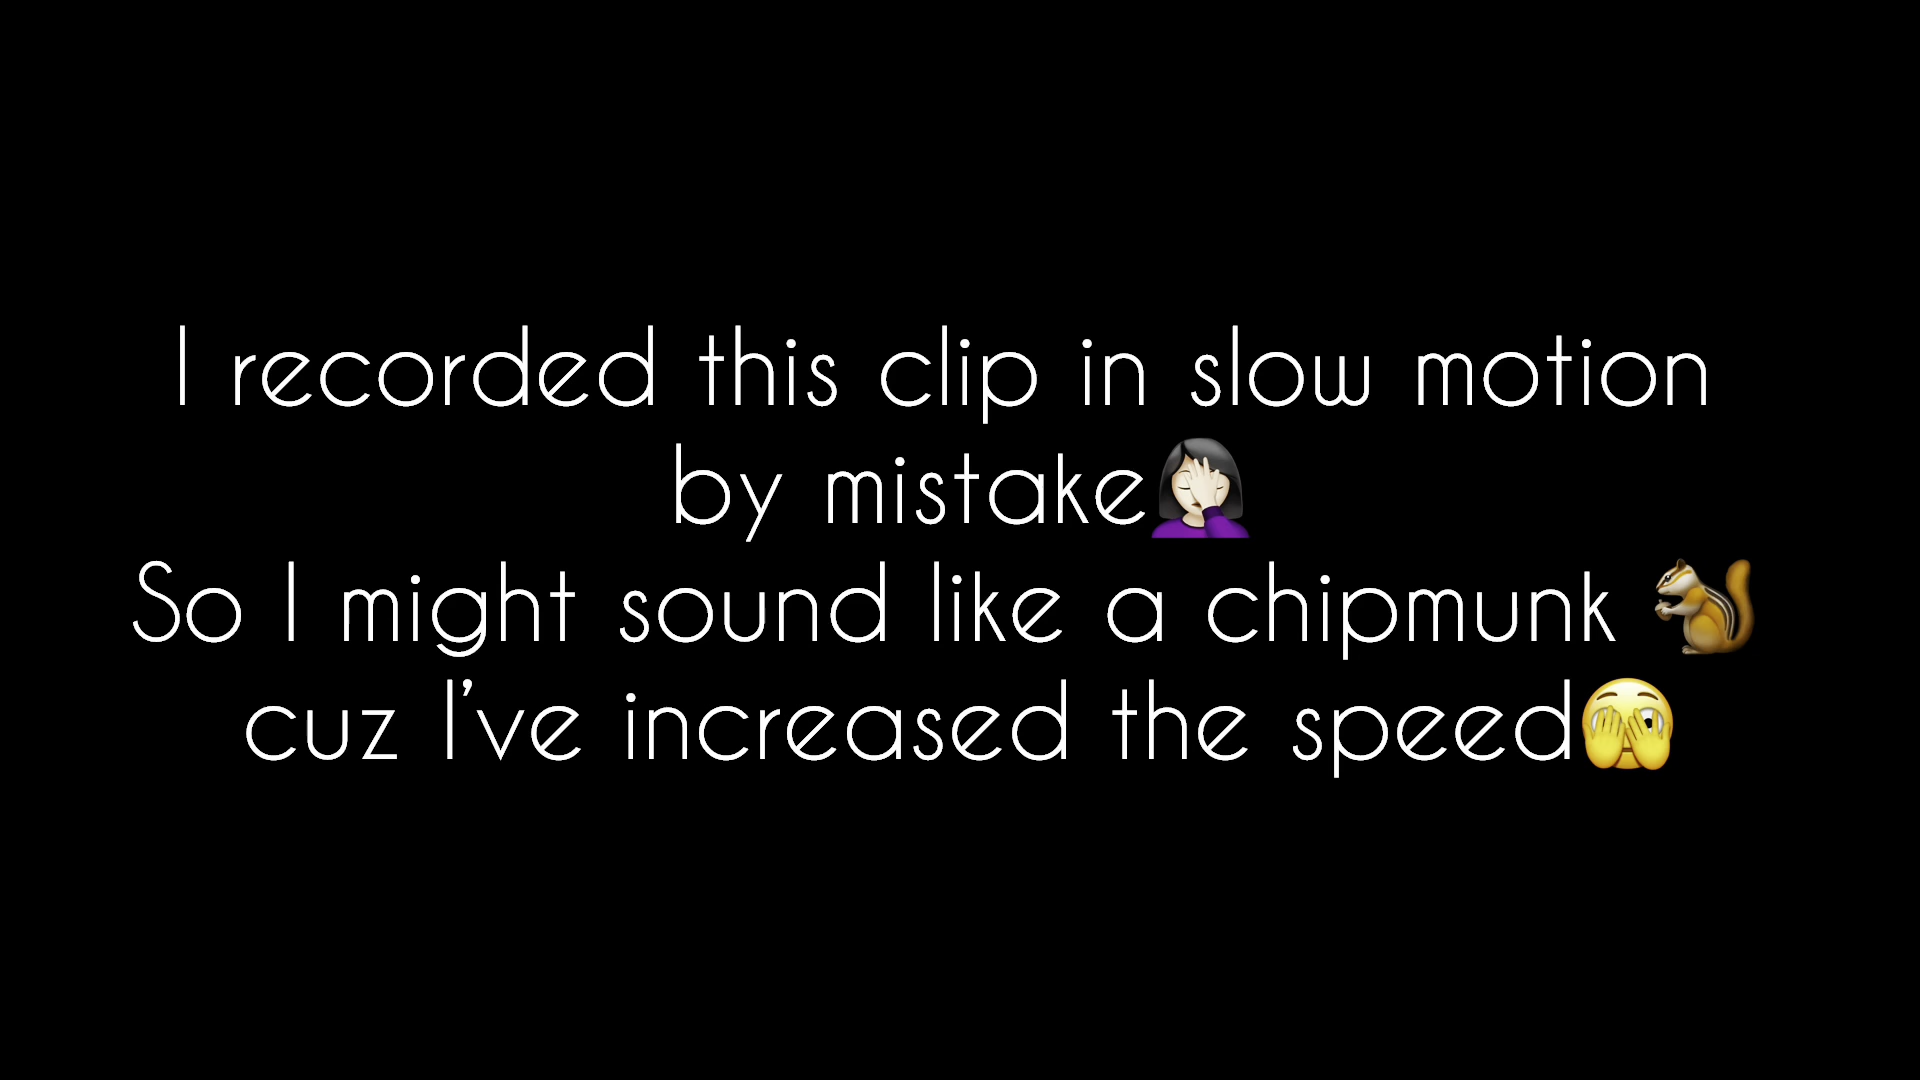 I recorded this clip in slow motion
by mistake🤦🏻‍♀️
So I might sound like a chipmunk 🐿️
cuz I've increased the speed🫣